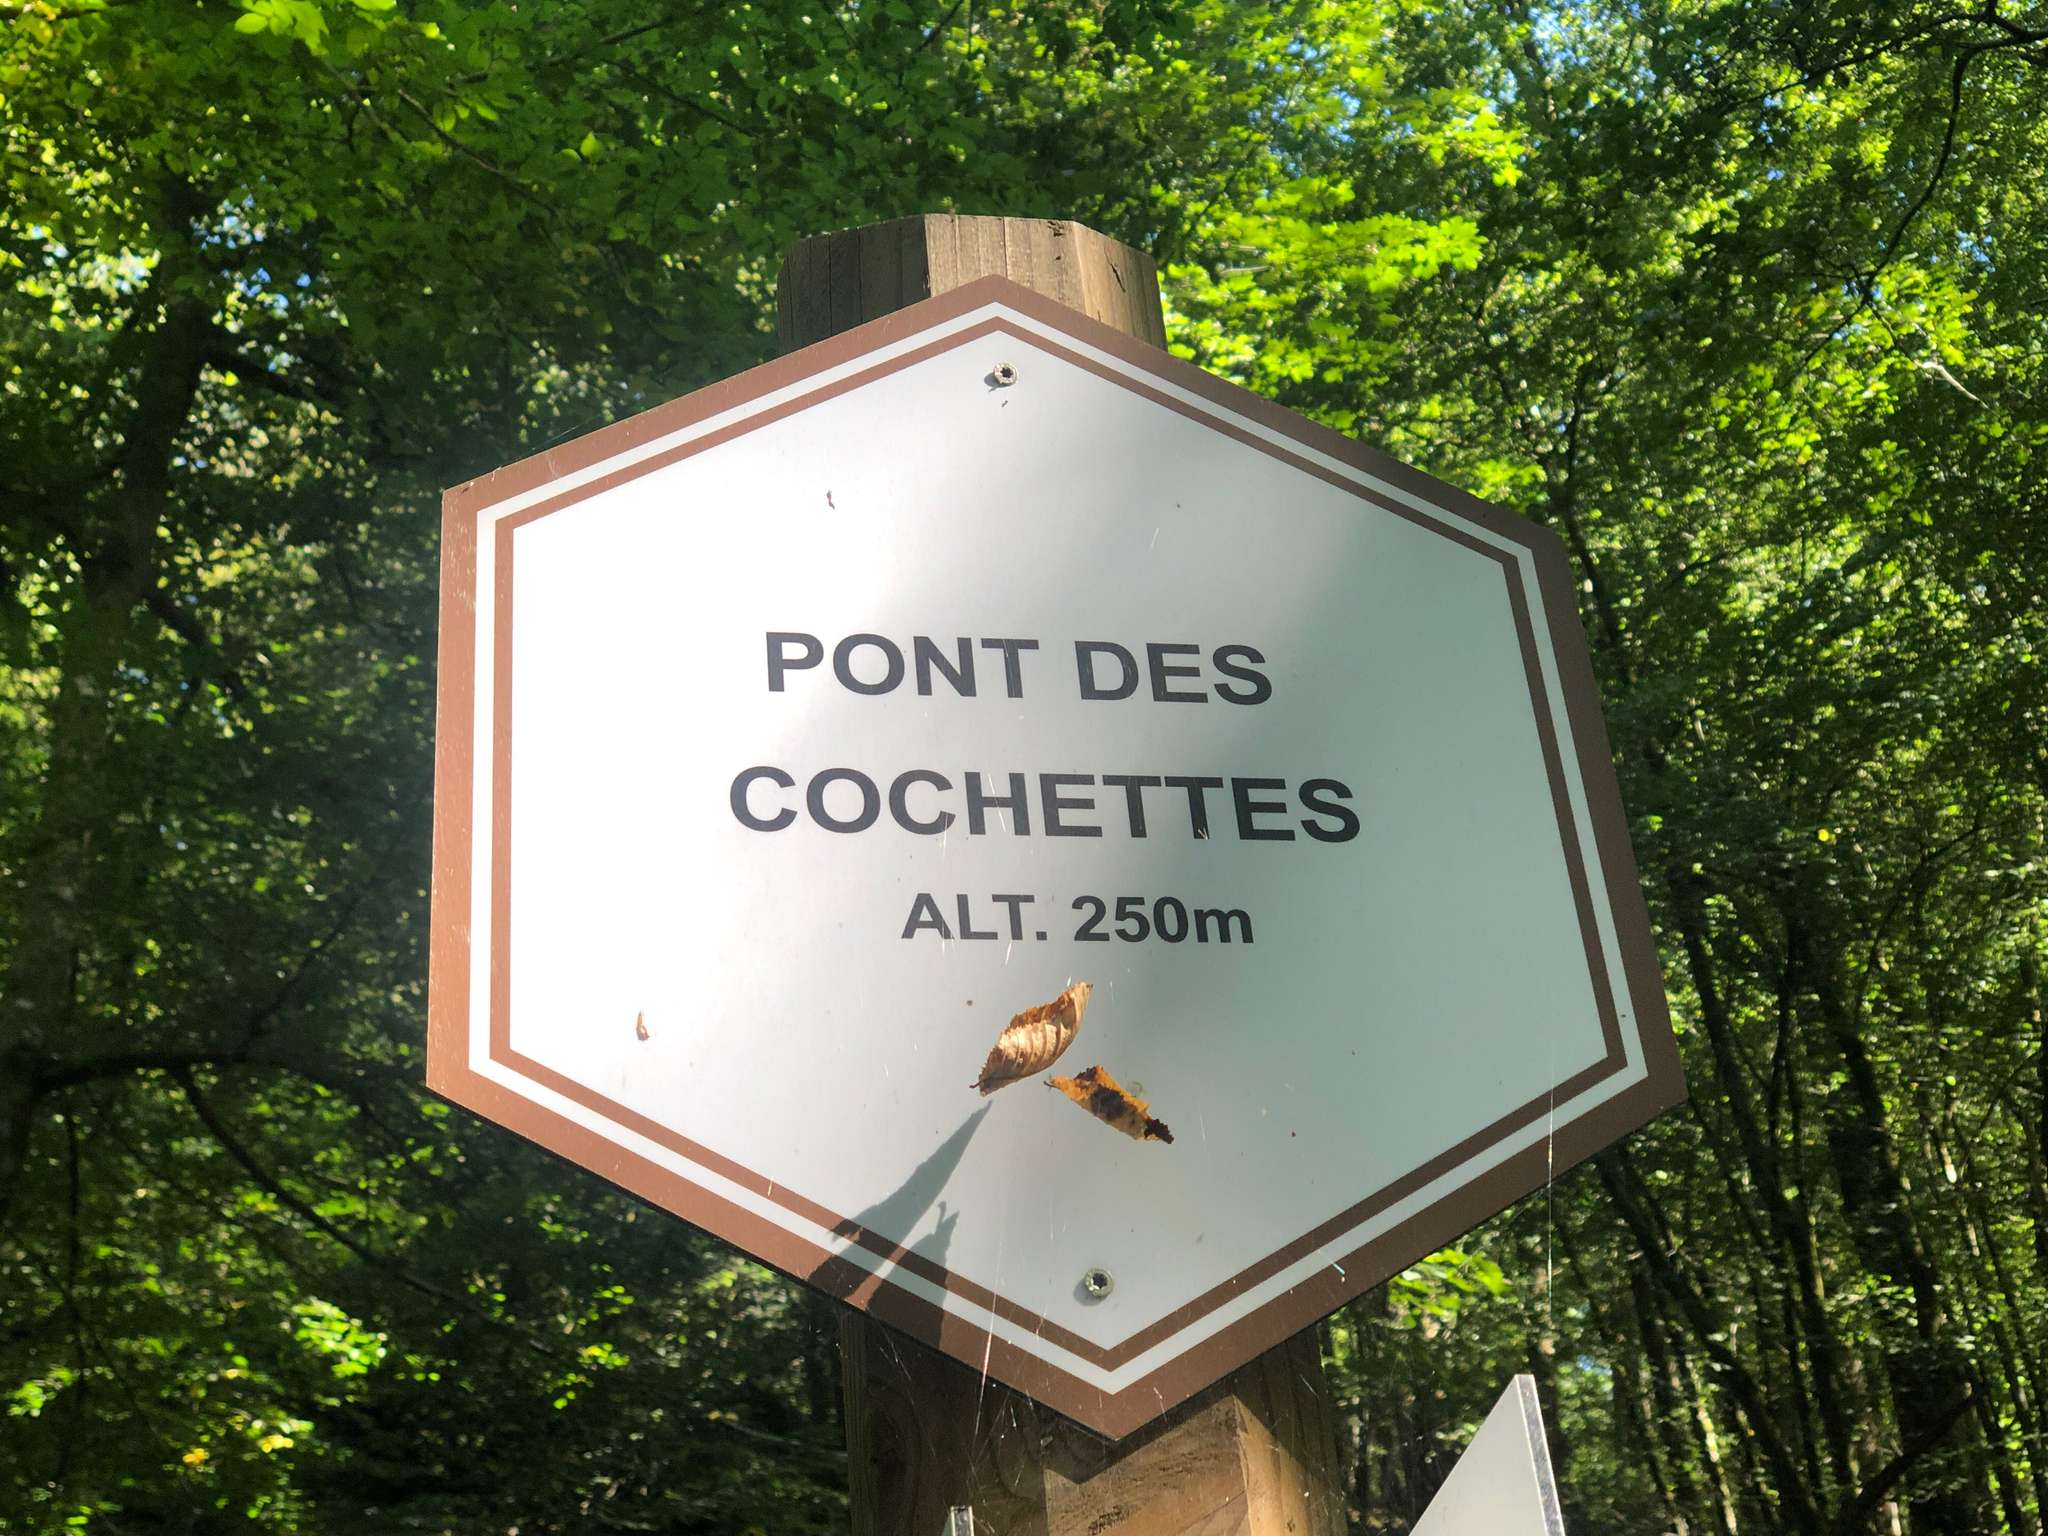 PONT DES
COCHETTES
ALT. 250m